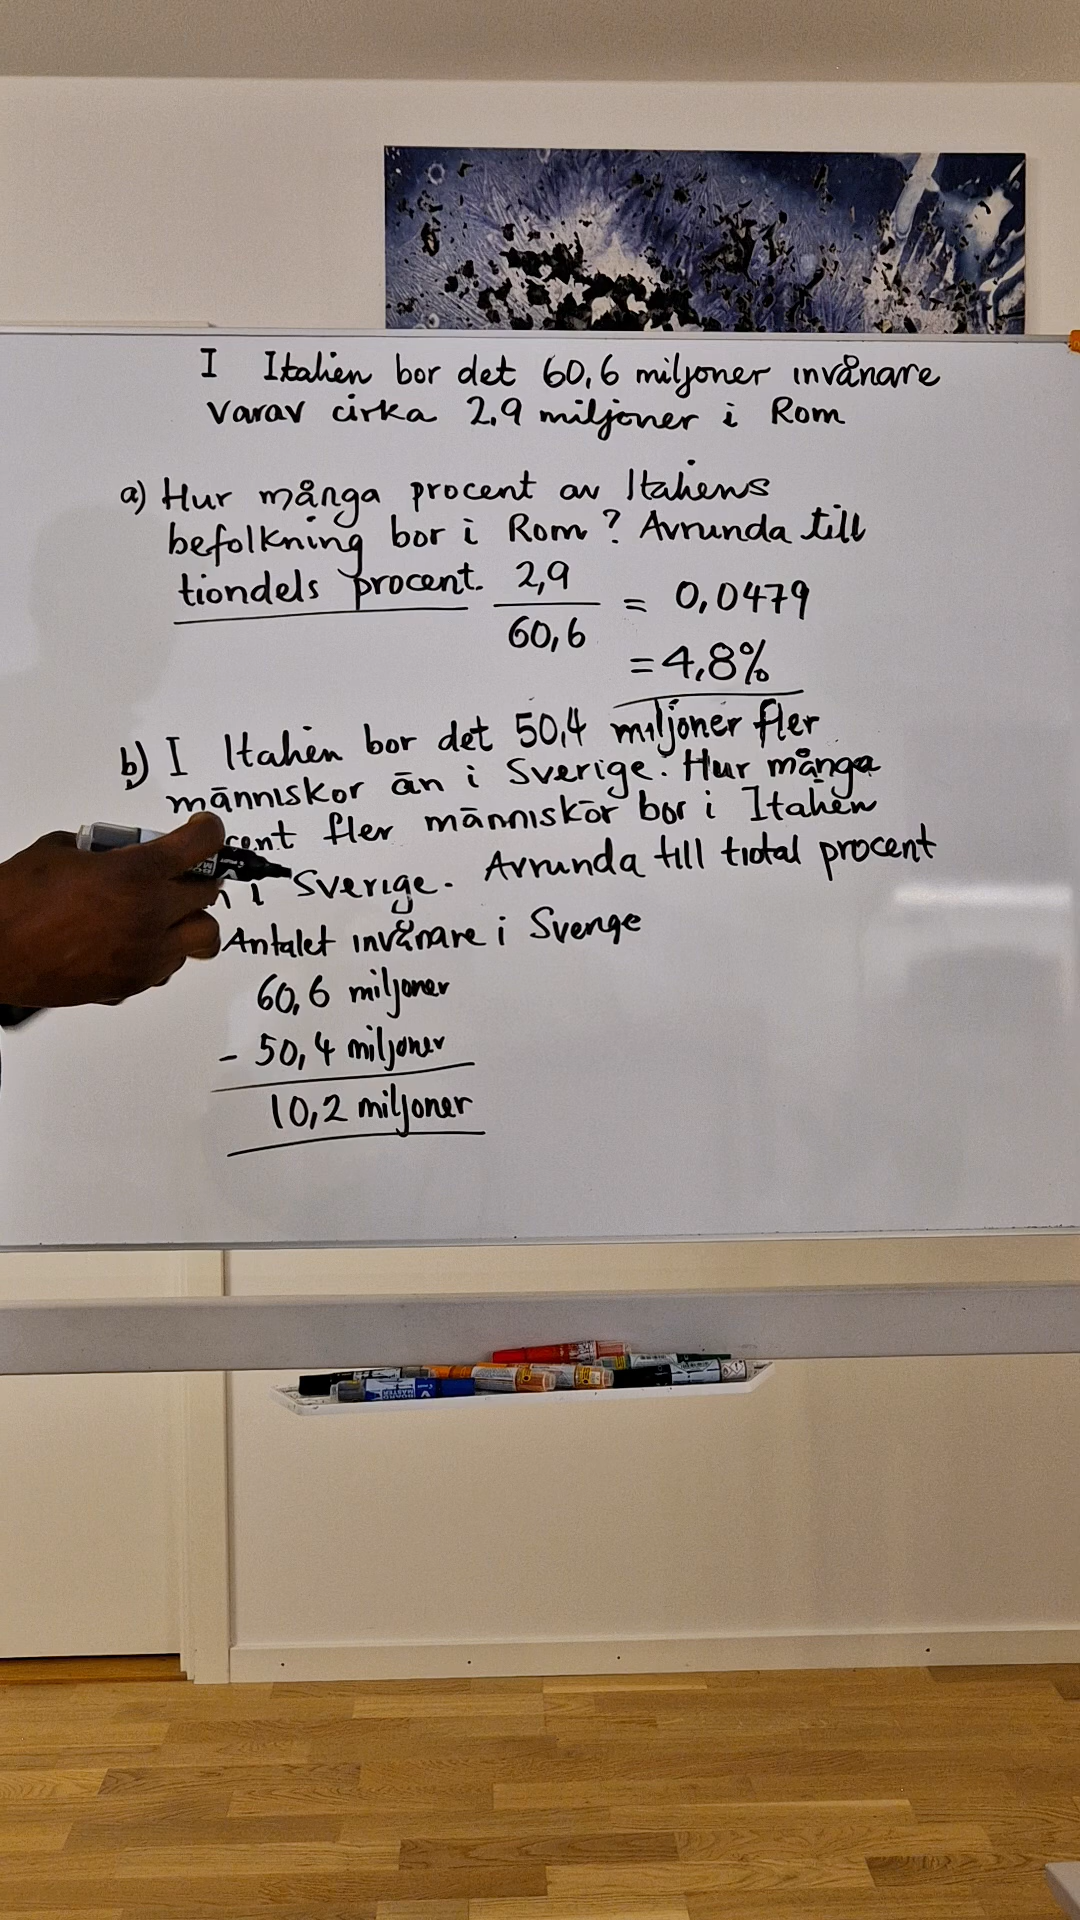 I Italien bor det 60,6 miljoner invånare
varav cirka 2,9 miljoner i Rom
a) Hur många procent av Italiens
befolkning bor i Rom? Avrunda till
tiondels procent. 2,9
60,6
= 0,0479
= 4,8%
b) I Italien bor det 50,4 miljoner fler
människor än i Sverige. Hur många
cent fler människor bor i Italien
n i Sverige. Avrunda till tiotal procent
Antalet invånare i Sverige
60,6 miljoner
- 50,4 miljoner
10,2 miljoner